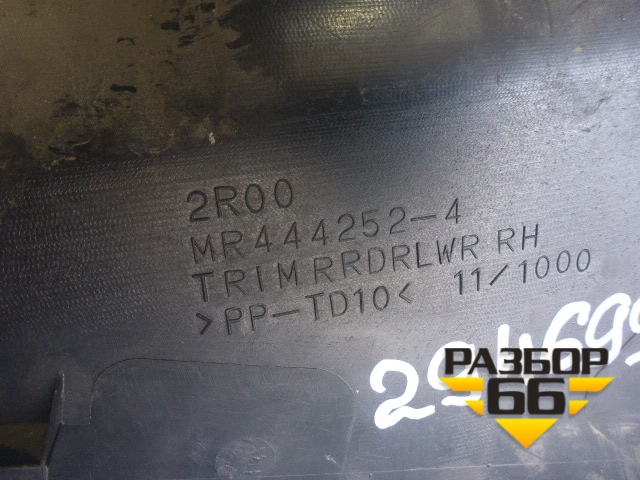 2R00
MR444252-4
TRIM RRDRLWR RH
>PP-TD10< 11/1000
РАЗБОР
66